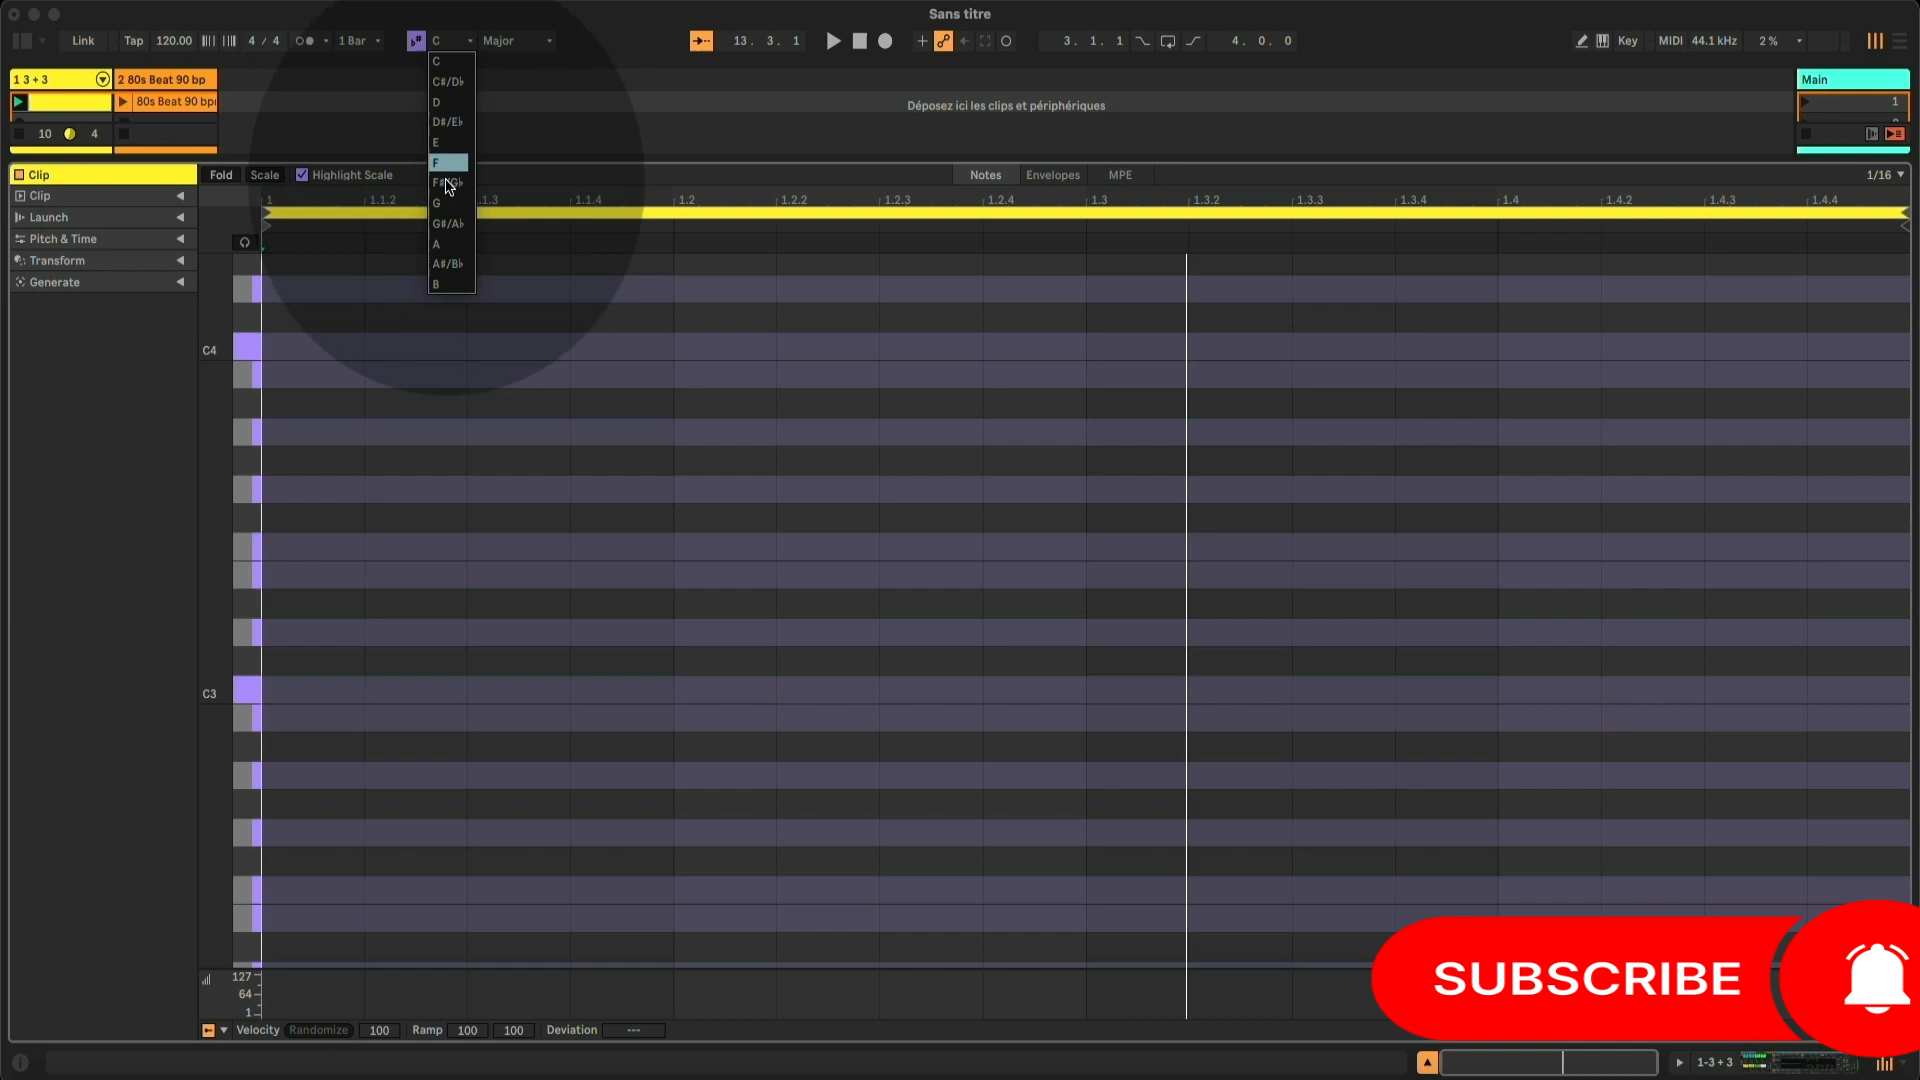 Sans titre
Link Tap 120.00 4 / 4 1 Bar C Major 13. 3. 1 3. 1. 1 4. 0. 0 Key MIDI 44.1 kHz 2 %
C
C#/D♭
D
D#/E♭
E
F
G
G#/A♭
A
A#/B♭
B
1 3 + 3 2 80s Beat 90 bp Main
80s Beat 90 bp Déposez ici les clips et périphériques 1
10 4
Clip Fold Scale Highlight Scale Notes Envelopes MPE 1/16
Clip 1 1.1.2 1.1.3 1.1.4 1.2 1.2.2 1.2.3 1.2.4 1.3 1.3.2 1.3.3 1.3.4 1.4 1.4.2 1.4.3 1.4.4
Launch
Pitch & Time
Transform
Generate
C4
C3
127
64
1
Velocity Randomize 100 Ramp 100 100 Deviation ---
SUBSCRIBE
1-3 + 3